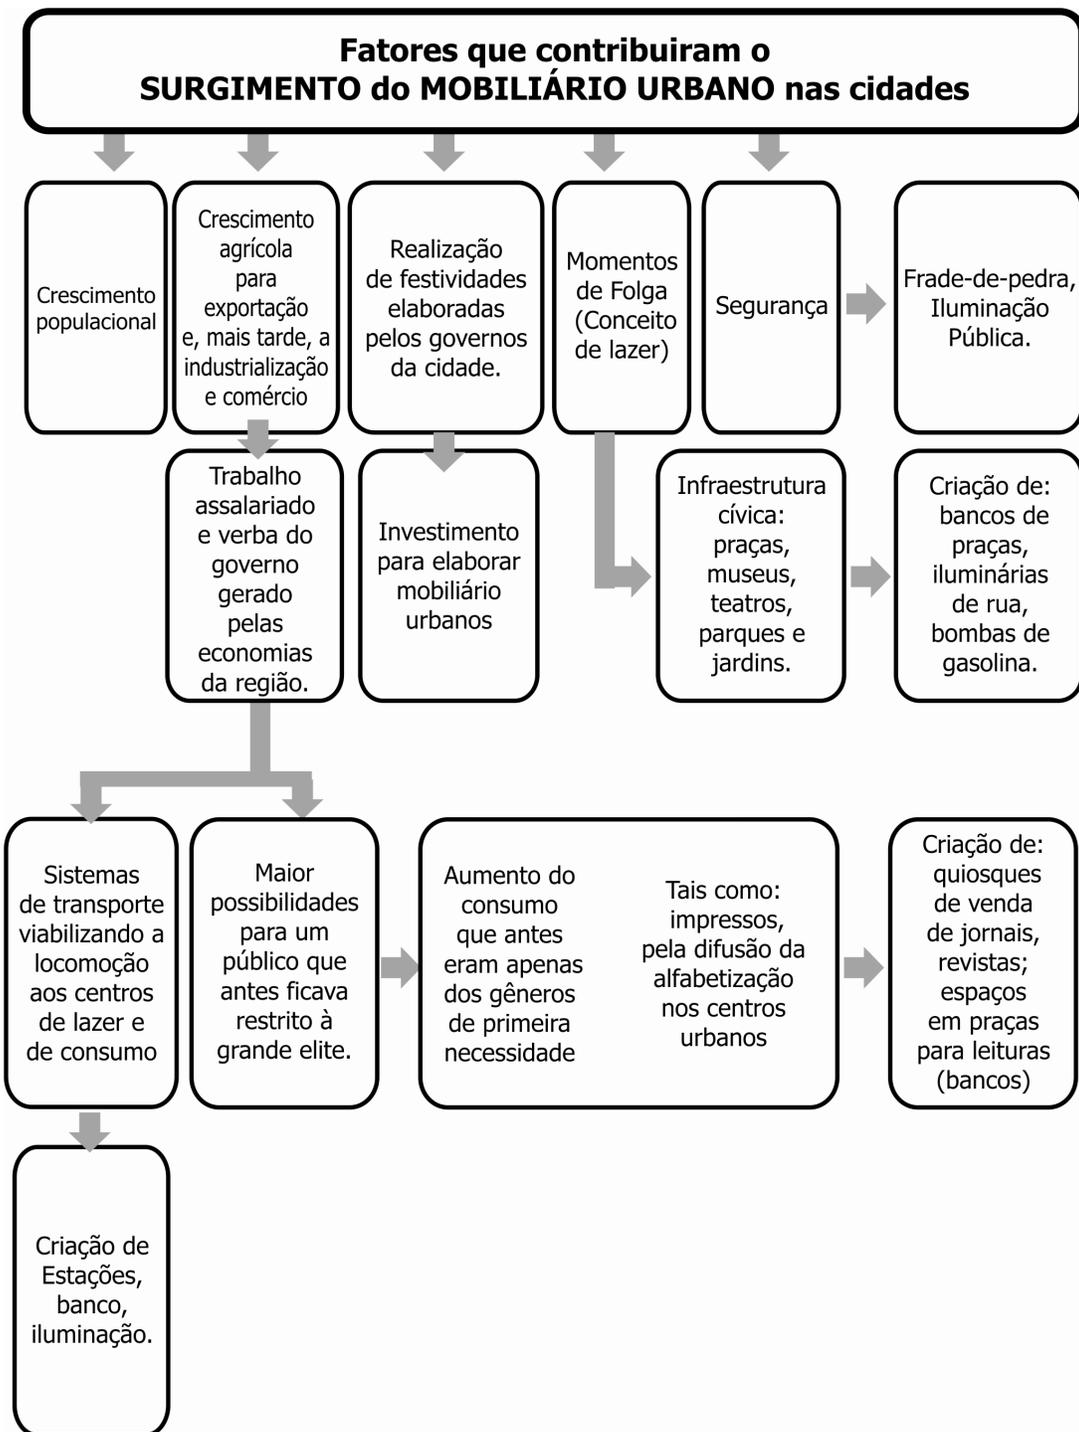 Fatores que contribuiram o
SURGIMENTO do MOBILIÁRIO URBANO nas cidades
Crescimento
populacional
Crescimento
agrícola
para
exportação
e, mais tarde, a
industrialização
e comércio
Realização
de festividades
elaboradas
pelos governos
da cidade.
Momentos
de Folga
(Conceito
de lazer)
Segurança
Frade-de-pedra,
Iluminação
Pública.
Trabalho
assalariado
e verba do
governo
gerado
pelas
economias
da região.
Investimento
para elaborar
mobiliário
urbanos
Infraestrutura
cívica:
praças,
museus,
teatros,
parques e
jardins.
Criação de:
bancos de
praças,
iluminárias
de rua,
bombas de
gasolina.
Sistemas
de transporte
viabilizando a
locomoção
aos centros
de lazer e
de consumo
Maior
possibilidades
para um
público que
antes ficava
restrito à
grande elite.
Aumento do
consumo
que antes
eram apenas
dos gêneros
de primeira
necessidade
Tais como:
impressos,
pela difusão da
alfabetização
nos centros
urbanos
Criação de:
quiosques
de venda
de jornais,
revistas;
espaços
em praças
para leituras
(bancos)
Criação de
Estações,
banco,
iluminação.